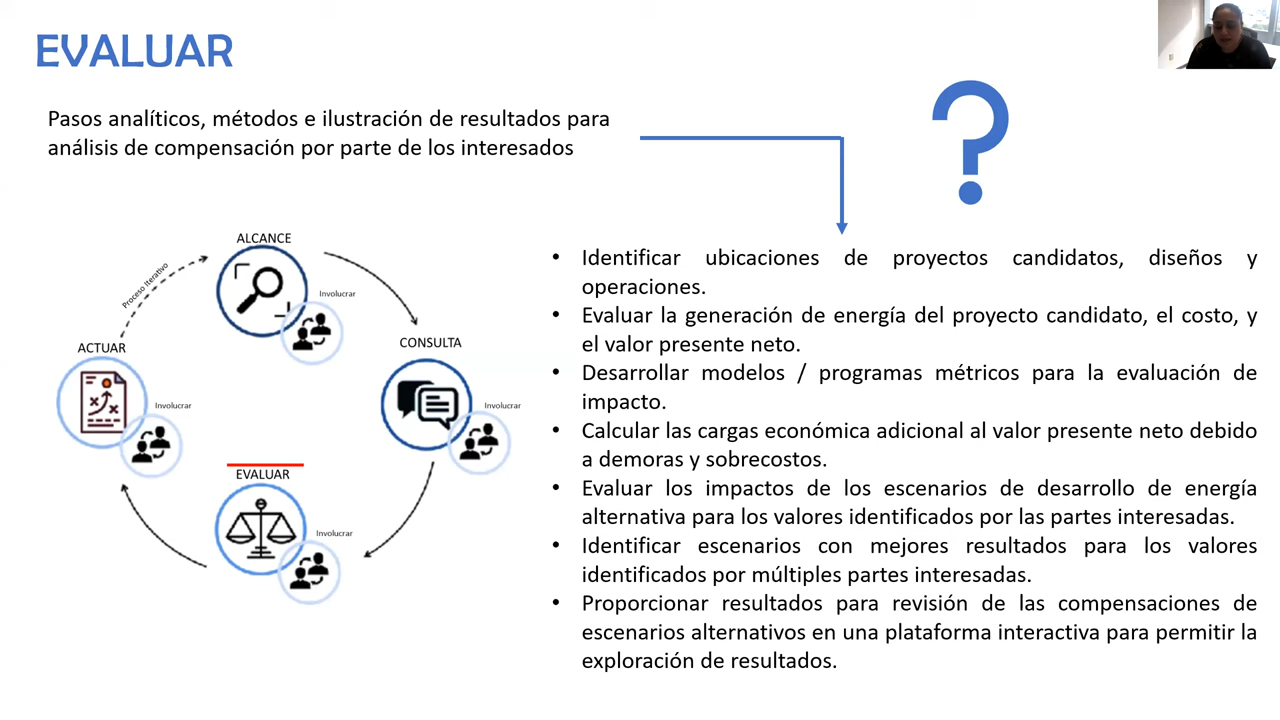 EVALUAR
Pasos analíticos, métodos e ilustración de resultados para
análisis de compensación por parte de los interesados
?
ALCANCE
Proceso Iterativo
Involucrar
ACTUAR
CONSULTA
Involucrar
Involucrar
EVALUAR
Involucrar
• Identificar ubicaciones de proyectos candidatos, diseños y
operaciones.
• Evaluar la generación de energía del proyecto candidato, el costo, y
el valor presente neto.
• Desarrollar modelos / programas métricos para la evaluación de
impacto.
• Calcular las cargas económica adicional al valor presente neto debido
a demoras y sobrecostos.
• Evaluar los impactos de los escenarios de desarrollo de energía
alternativa para los valores identificados por las partes interesadas.
• Identificar escenarios con mejores resultados para los valores
identificados por múltiples partes interesadas.
• Proporcionar resultados para revisión de las compensaciones de
escenarios alternativos en una plataforma interactiva para permitir la
exploración de resultados.